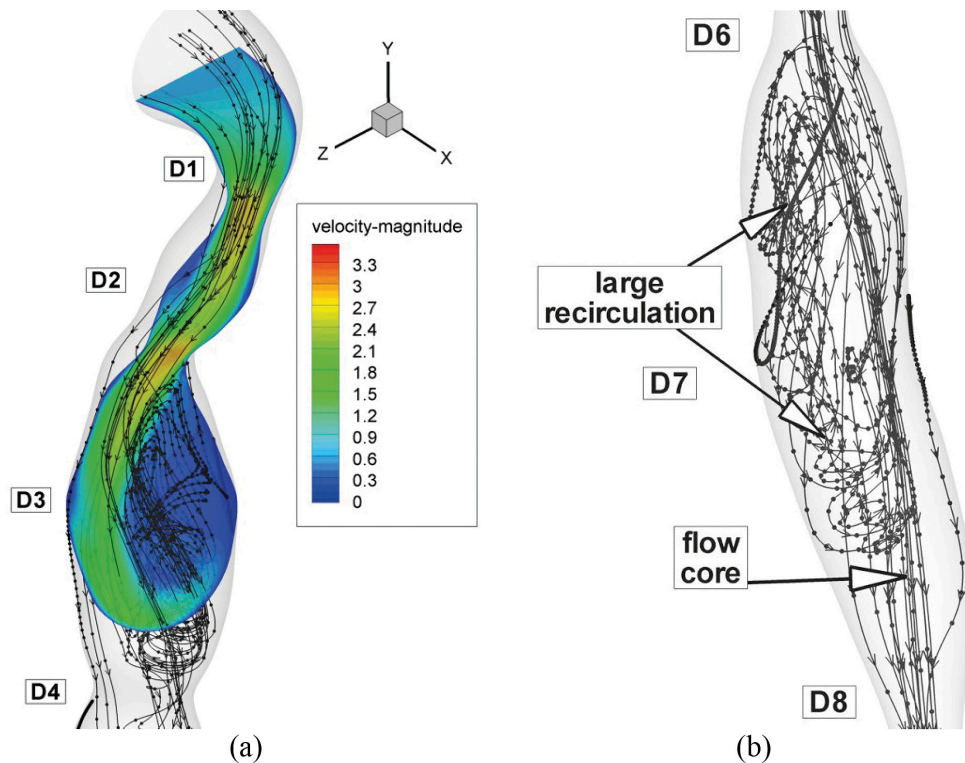 D1
D2
D3
D4
Y
Z
X
velocity-magnitude
3.3
3
2.7
2.4
2.1
1.8
1.5
1.2
0.9
0.6
0.3
0
(a)
D6
large
recirculation
D7
flow
core
D8
(b)